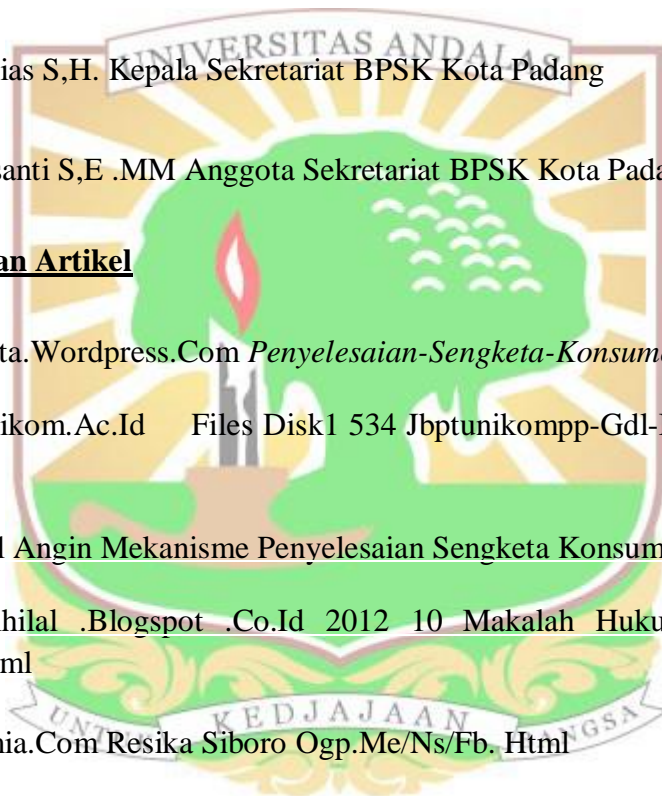 UNIVERSITAS ANDALAS
ias S,H. Kepala Sekretariat BPSK Kota Padang
santi S,E .MM Anggota Sekretariat BPSK Kota Pada
an Artikel
ta.Wordpress.Com Penyelesaian-Sengketa-Konsum
ikom.Ac.Id Files Disk1 534 Jbptunikompp-Gdl-
l Angin Mekanisme Penyelesaian Sengketa Konsum
hilal .Blogspot .Co.Id 2012 10 Makalah Huku
ml
nia.Com Resika Siboro Ogp.Me/Ns/Fb. Html
UNTUK KEDJAJAAN BANGSA